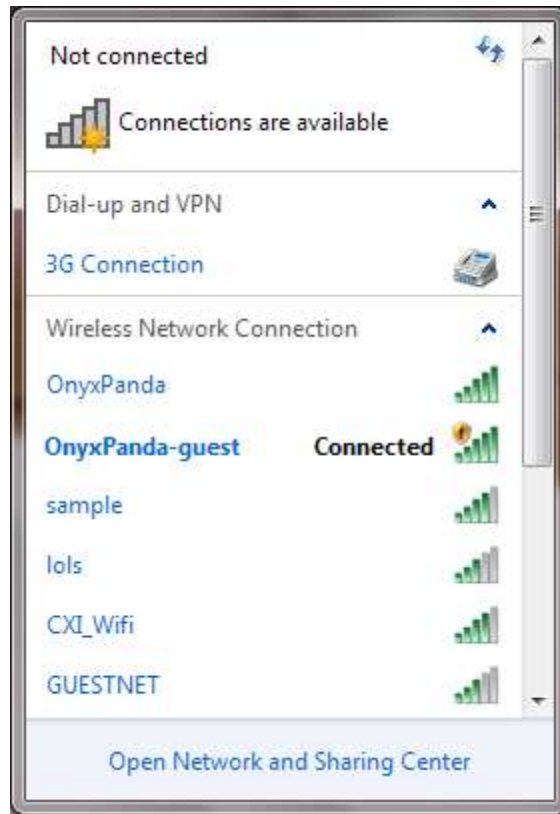 Not connected
Connections are available
Dial-up and VPN
3G Connection
Wireless Network Connection
OnyxPanda
OnyxPanda-guest Connected
sample
lols
CXI_Wifi
GUESTNET
Open Network and Sharing Center